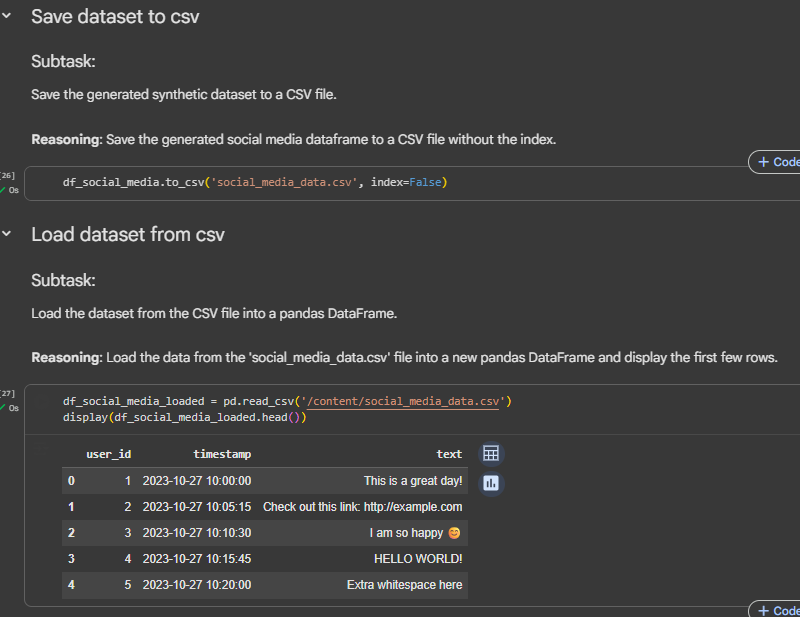 Save dataset to csv
Subtask:
Save the generated synthetic dataset to a CSV file.
Reasoning: Save the generated social media dataframe to a CSV file without the index.
+ Code
[26]
0s
df_social_media.to_csv('social_media_data.csv', index=False)
Load dataset from csv
Subtask:
Load the dataset from the CSV file into a pandas DataFrame.
Reasoning: Load the data from the 'social_media_data.csv' file into a new pandas DataFrame and display the first few rows.
[27]
0s
df_social_media_loaded = pd.read_csv('/content/social_media_data.csv')
display(df_social_media_loaded.head())
user_id timestamp text
0 1 2023-10-27 10:00:00 This is a great day!
1 2 2023-10-27 10:05:15 Check out this link: http://example.com
2 3 2023-10-27 10:10:30 I am so happy 😊
3 4 2023-10-27 10:15:45 HELLO WORLD!
4 5 2023-10-27 10:20:00 Extra whitespace here
+ Code